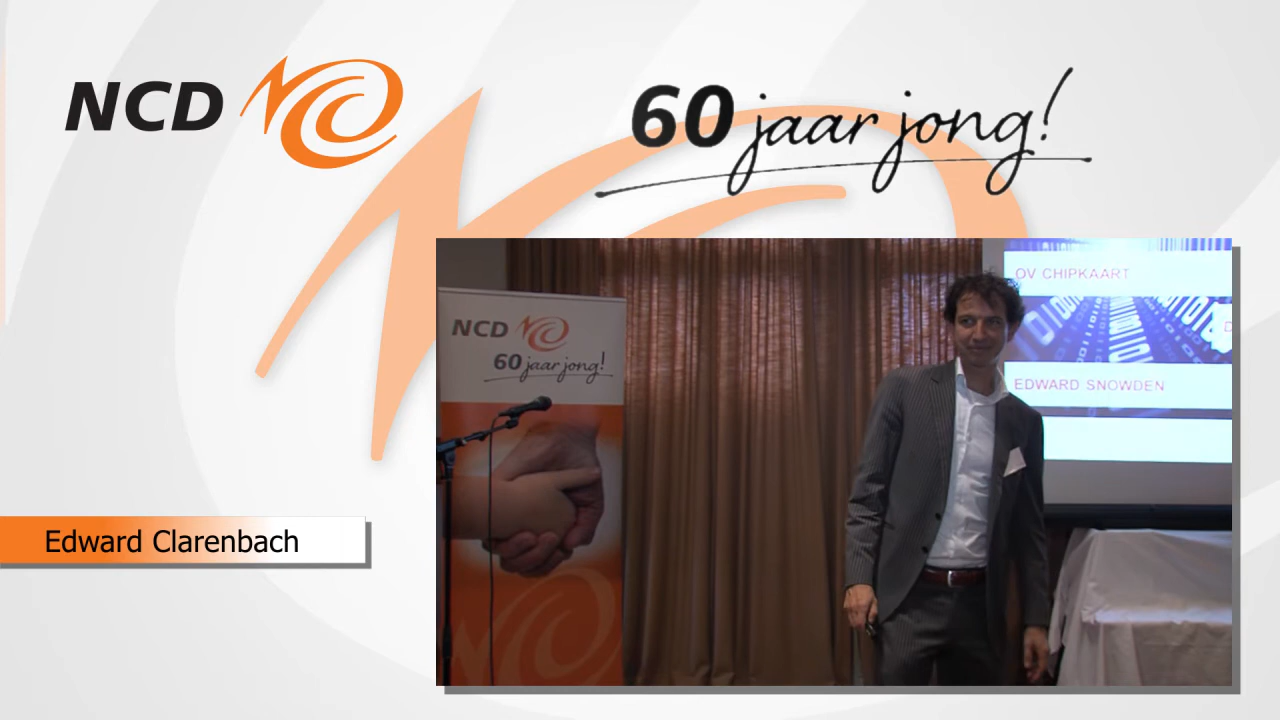 NCD
60 jaar jong!
NCD
60 jaar jong!
OV CHIPKAART
EDWARD SNOWDEN
Edward Clarenbach